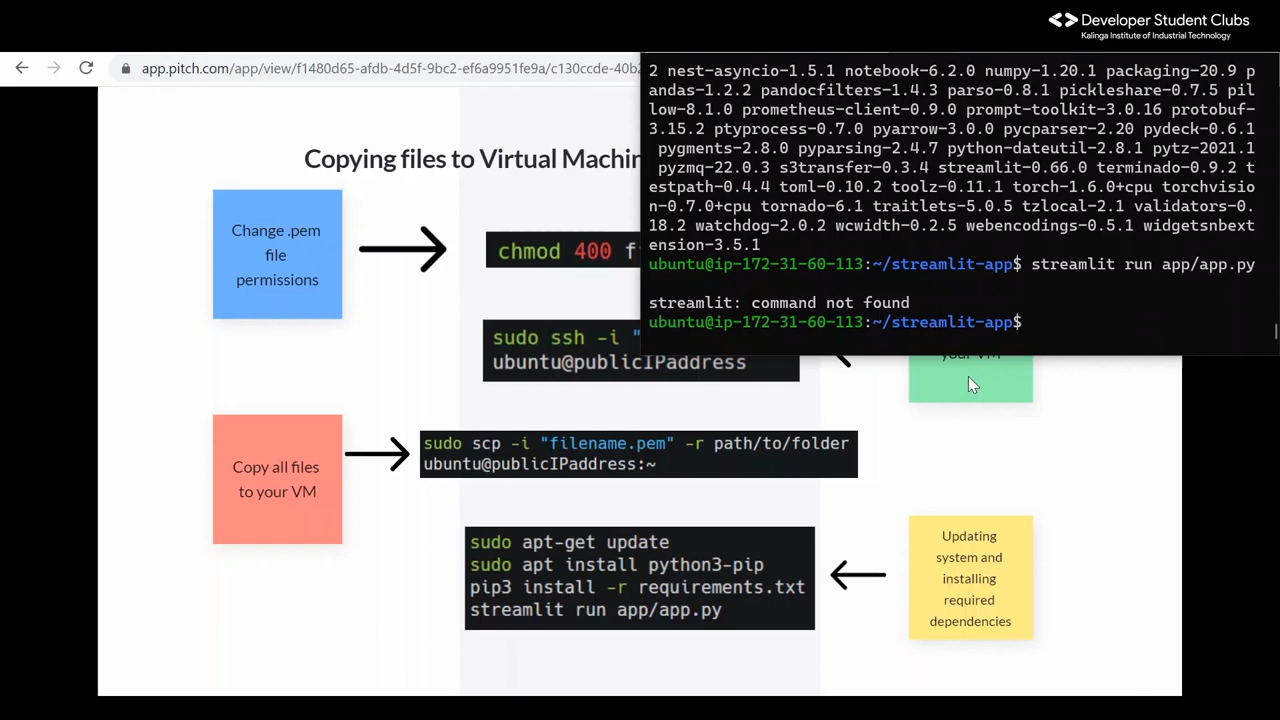 Developer Student Clubs
Kalinga Institute of Industrial Technology
app.pitch.com/app/view/f1480d65-afdb-4d5f-9bc2-ef6a9951fe9a/c130ccde-40b2
2 nest-asyncio-1.5.1 notebook-6.2.0 numpy-1.20.1 packaging-20.9 p
andas-1.2.2 pandocfilters-1.4.3 parso-0.8.1 pickleshare-0.7.5 pil
low-8.1.0 prometheus-client-0.9.0 prompt-toolkit-3.0.16 protobuf-
3.15.2 ptyprocess-0.7.0 pyarrow-3.0.0 pycparser-2.20 pydeck-0.6.1
pygments-2.8.0 pyparsing-2.4.7 python-dateutil-2.8.1 pytz-2021.1
pyzmq-22.0.3 s3transfer-0.3.4 streamlit-0.66.0 terminado-0.9.2 t
estpath-0.4.4 toml-0.10.2 toolz-0.11.1 torch-1.6.0+cpu torchvisio
n-0.7.0+cpu tornado-6.1 traitlets-5.0.5 tzlocal-2.1 validators-0.
18.2 watchdog-2.0.2 wcwidth-0.2.5 webencodings-0.5.1 widgetsnbext
ension-3.5.1
ubuntu@ip-172-31-60-113:~/streamlit-app$ streamlit run app/app.py
streamlit: command not found
ubuntu@ip-172-31-60-113:~/streamlit-app$
Copying files to Virtual Machin
Change .pem
file
permissions
chmod 400 f
sudo ssh -i "
ubuntu@publicIPaddress
your VM
Copy all files
to your VM
sudo scp -i "filename.pem" -r path/to/folder
ubuntu@publicIPaddress:~
sudo apt-get update
sudo apt install python3-pip
pip3 install -r requirements.txt
streamlit run app/app.py
Updating
system and
installing
required
dependencies